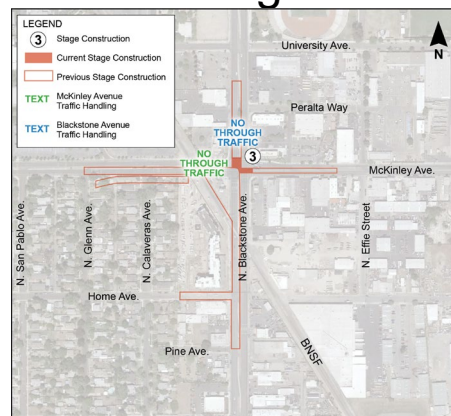 g
LEGEND
3 Stage Construction
Current Stage Construction
Previous Stage Construction
TEXT McKinley Avenue
Traffic Handling
TEXT Blackstone Avenue
Traffic Handling
University Ave.
N
Peralta Way
NO
THROUGH
TRAFFIC
NO
THROUGH
TRAFFIC
3
McKinley Ave.
N. San Pablo Ave.
N. Glenn Ave.
N. Calaveras Ave.
N. Blackstone Ave.
N. Effie Street
Home Ave.
Pine Ave.
BNSF